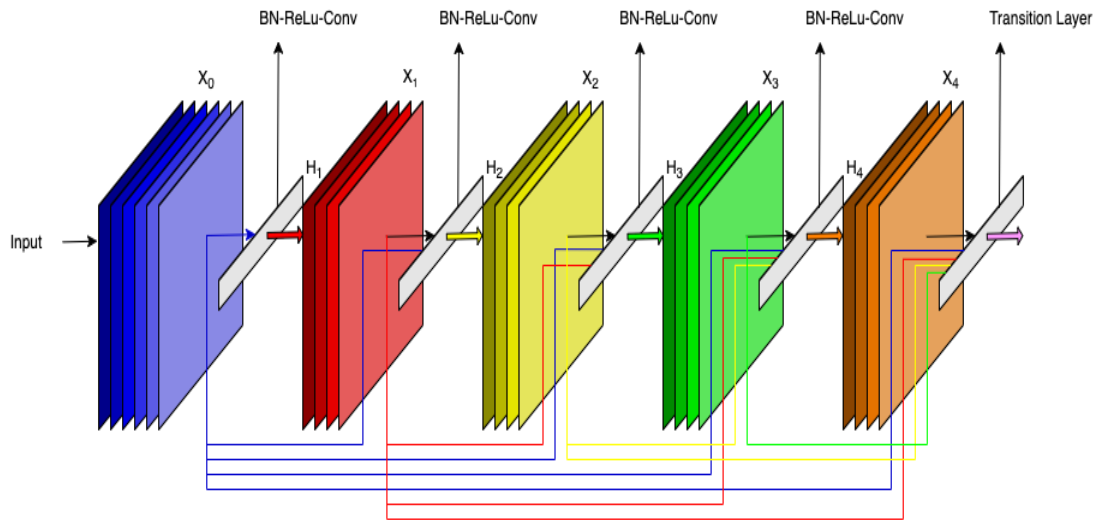 BN-ReLu-Conv BN-ReLu-Conv BN-ReLu-Conv BN-ReLu-Conv Transition Layer
X₀ X₁ X₂ X₃ X₄
H₁ H₂ H₃ H₄
Input